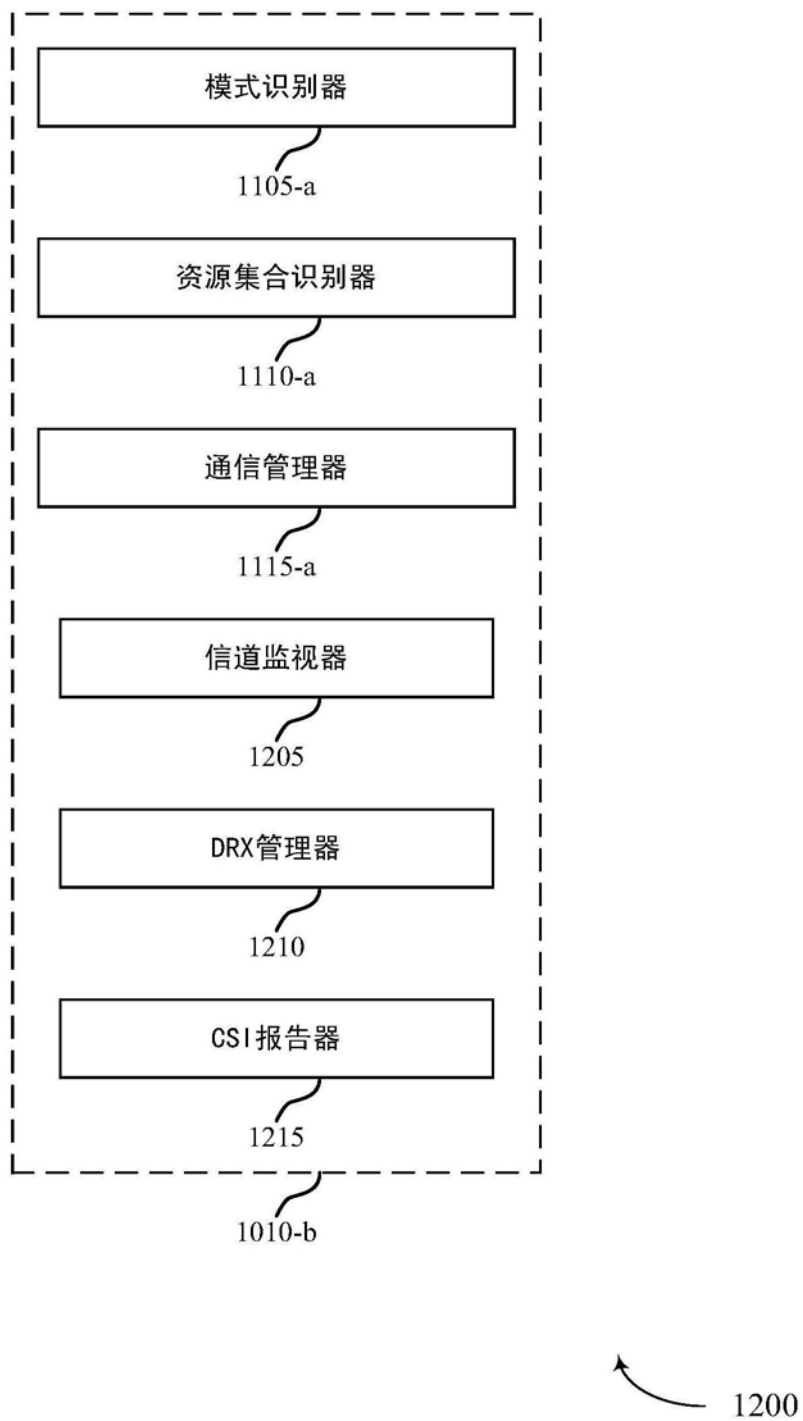 模式识别器
1105-a
资源集合识别器
1110-a
通信管理器
1115-a
信道监视器
1205
DRX管理器
1210
CSI报告器
1215
1010-b
1200